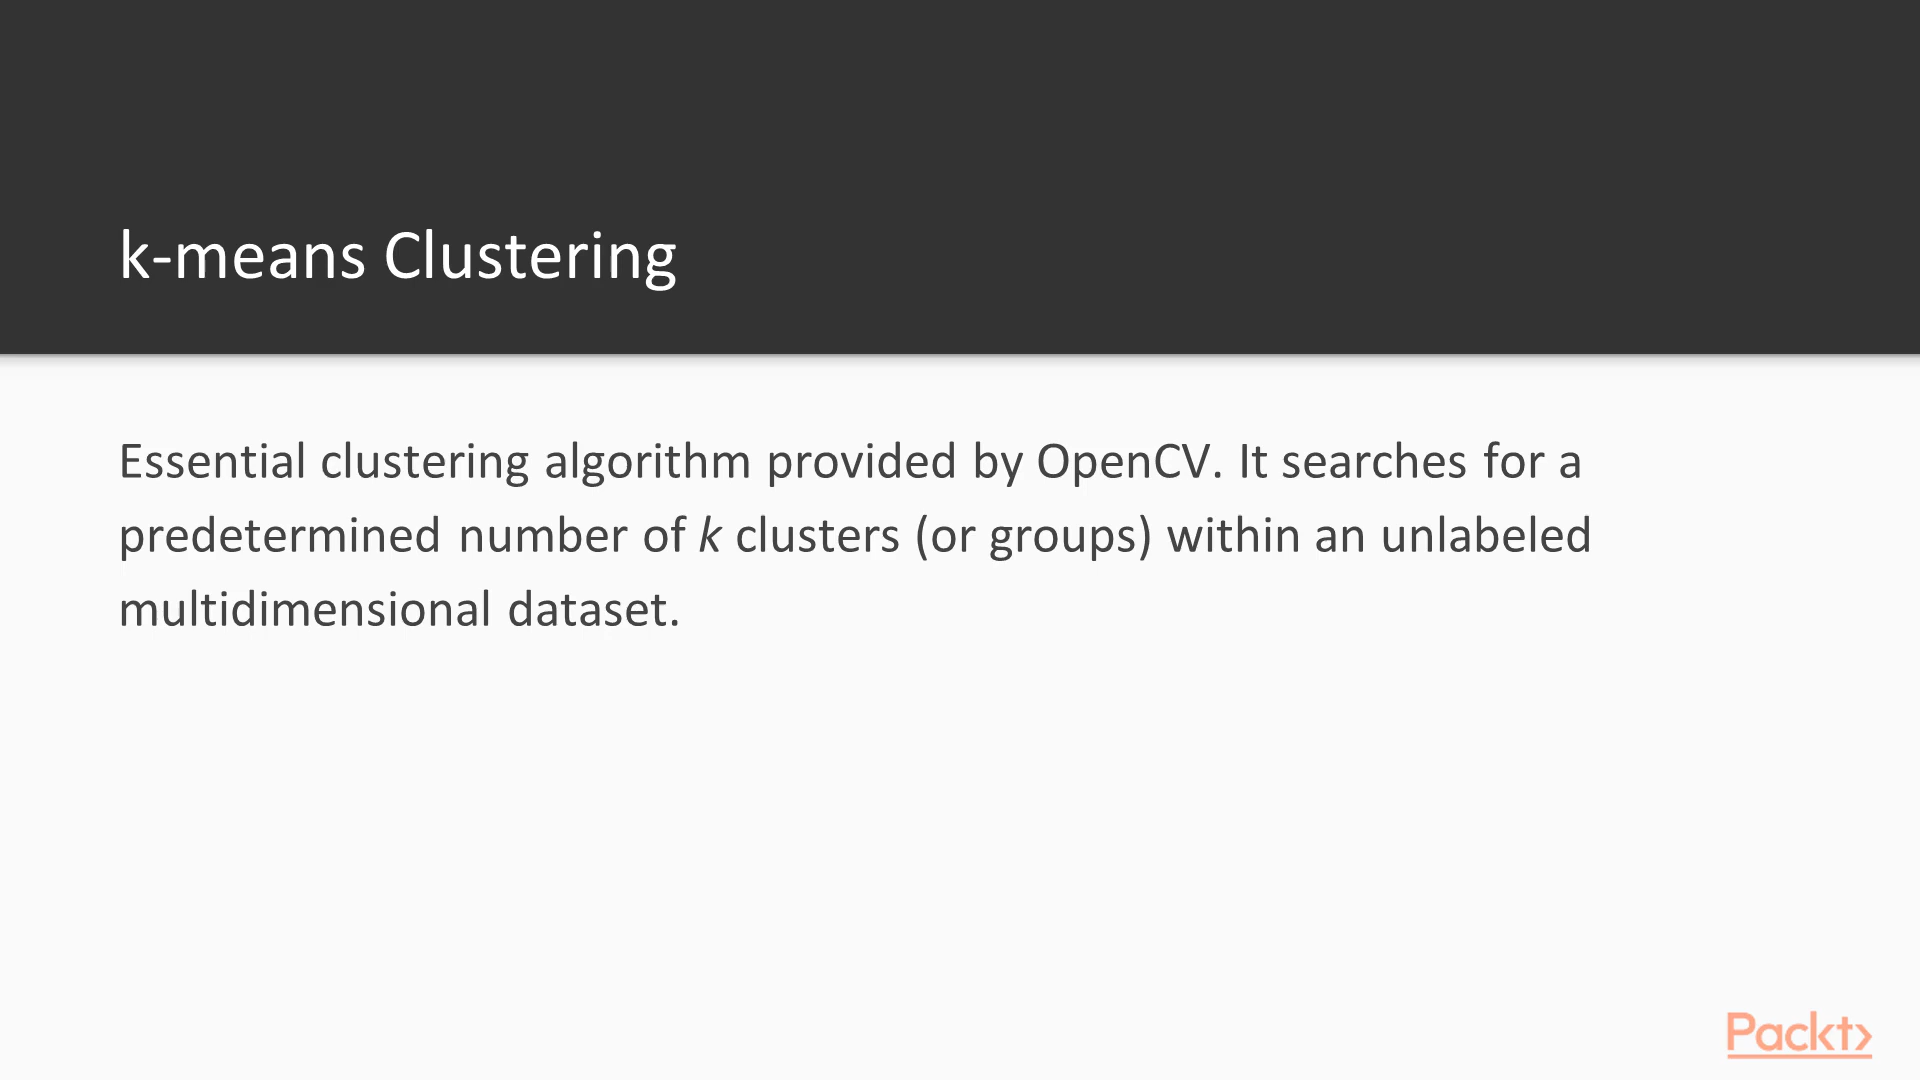 k-means Clustering
Essential clustering algorithm provided by OpenCV. It searches for a
predetermined number of k clusters (or groups) within an unlabeled
multidimensional dataset.
Packt